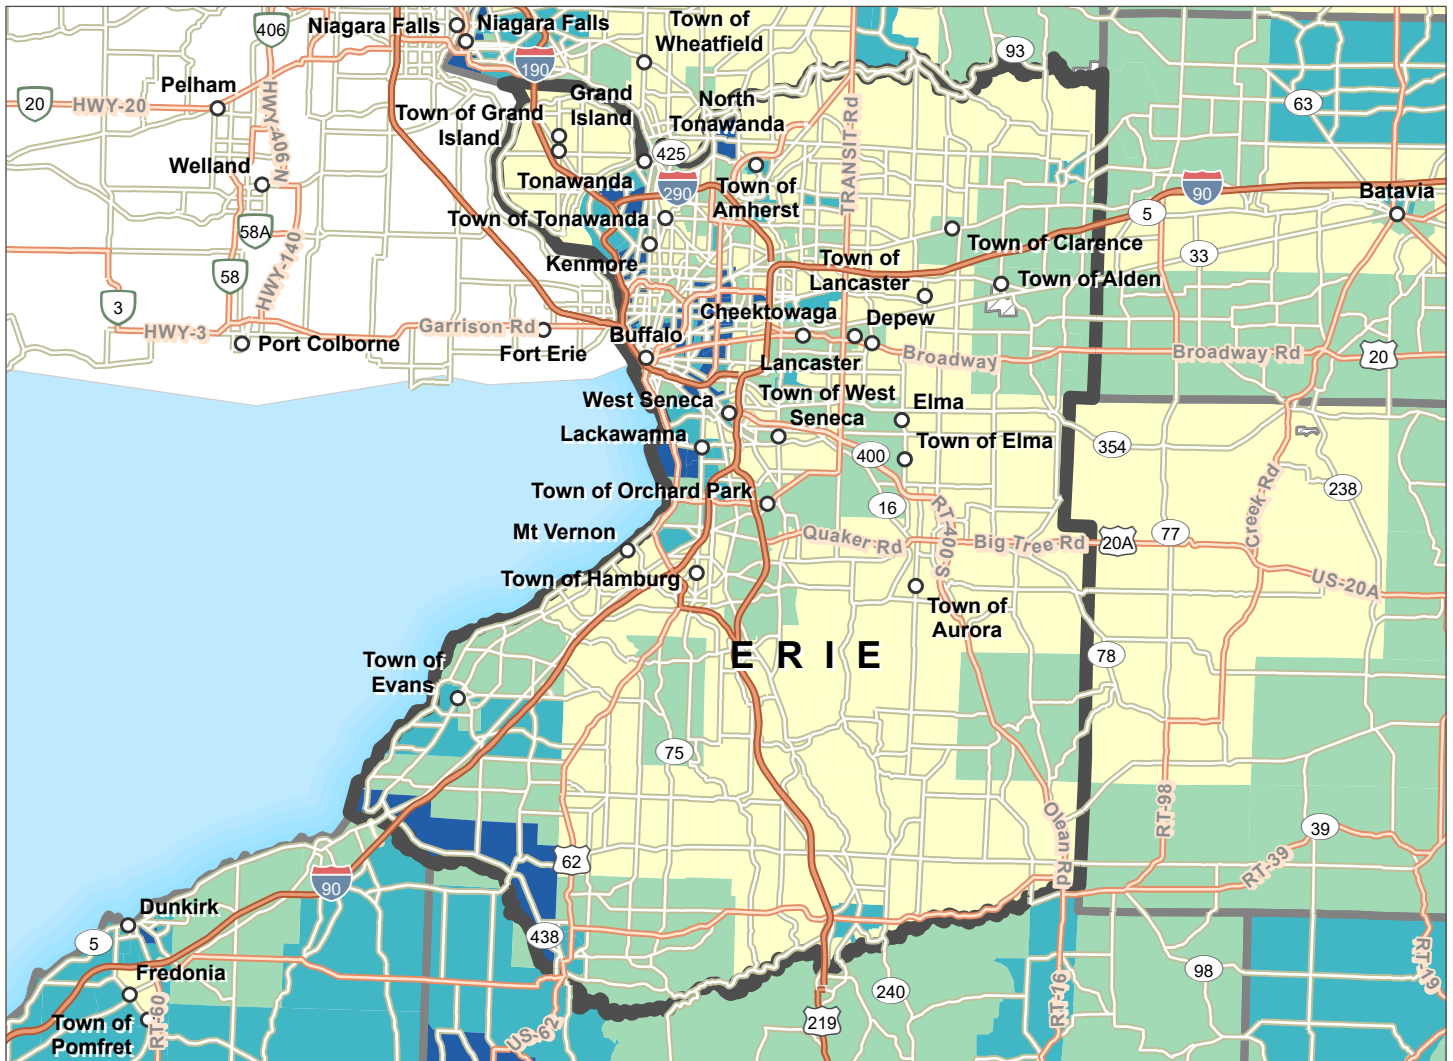 406
Niagara Falls
Niagara Falls
Town of
Wheatfield
93
190
20
HWY-20
Pelham
HWY-406-N
Town of Grand
Island
Grand
Island
North
Tonawanda
TRANSIT-Rd
63
425
Welland
Tonawanda
290
Town of
Amherst
90
Batavia
5
58A
Town of Tonawanda
Town of Clarence
33
HWY-140
58
Kenmore
Town of
Lancaster
Town of Alden
3
HWY-3
Garrison Rd
Cheektowaga
Depew
Port Colborne
Fort Erie
Buffalo
Lancaster
Broadway
Broadway Rd
20
West Seneca
Town of West
Seneca
Elma
Lackawanna
Town of Elma
354
400
238
Town of Orchard Park
16
RT-400 S
Creek Rd
Mt Vernon
Quaker Rd
Big Tree Rd
20A
77
Town of Hamburg
US-20A
Town of
Aurora
ERIE
78
Town of
Evans
75
Olean Rd
RT-98
39
RT-39
62
90
Dunkirk
5
438
RT-19
Fredonia
98
RT-60
240
RT-16
Town of
Pomfret
US-62
219